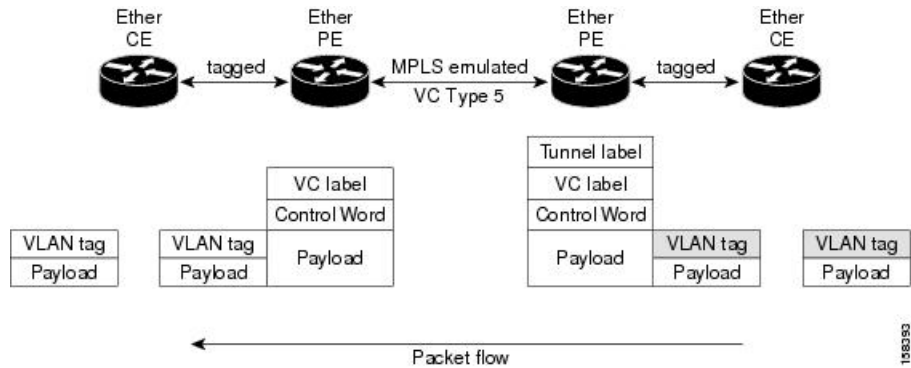 Ether CE
Ether PE
Ether PE
Ether CE
tagged
MPLS emulated
VC Type 5
tagged
Tunnel label
VC label
VC label
Control Word
Control Word
VLAN tag
VLAN tag
Payload
Payload
VLAN tag
VLAN tag
Payload
Payload
Payload
Payload
Packet flow
158393